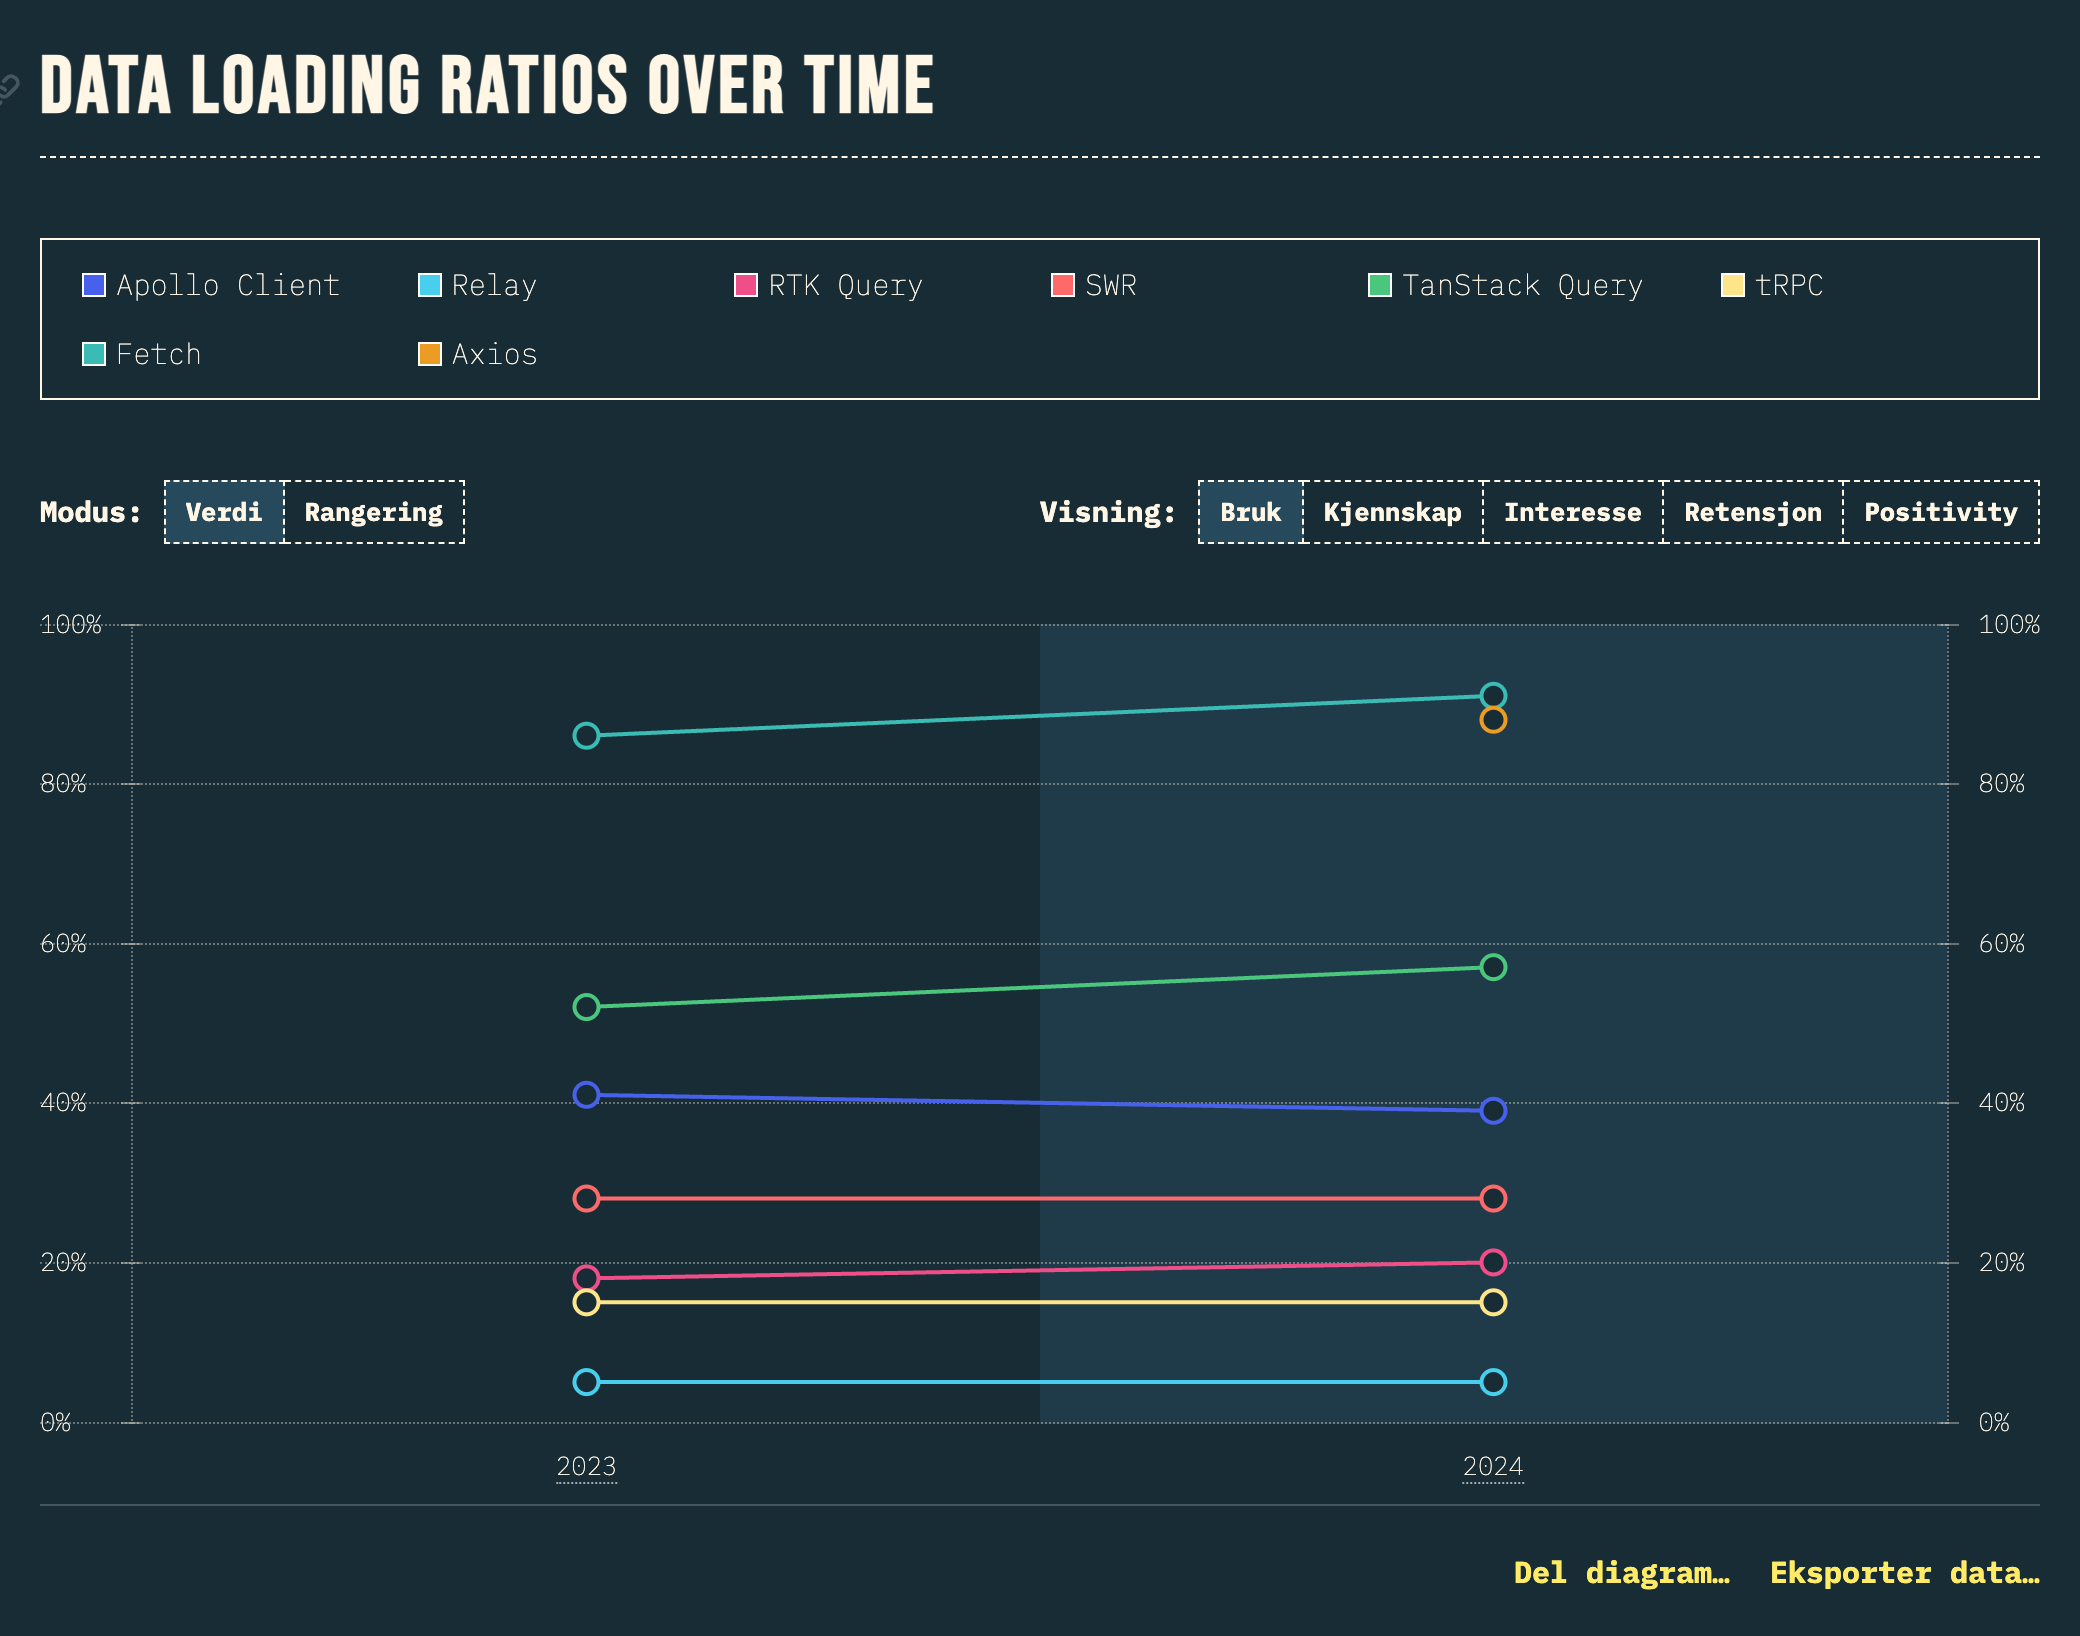 DATA LOADING RATIOS OVER TIME
Apollo Client Relay RTK Query SWR TanStack Query tRPC
Fetch Axios
Modus: Verdi Rangering Visning: Bruk Kjennskap Interesse Retensjon Positivity
100% 100%
80% 80%
60% 60%
40% 40%
20% 20%
0% 0%
2023 2024
Del diagram… Eksporter data…